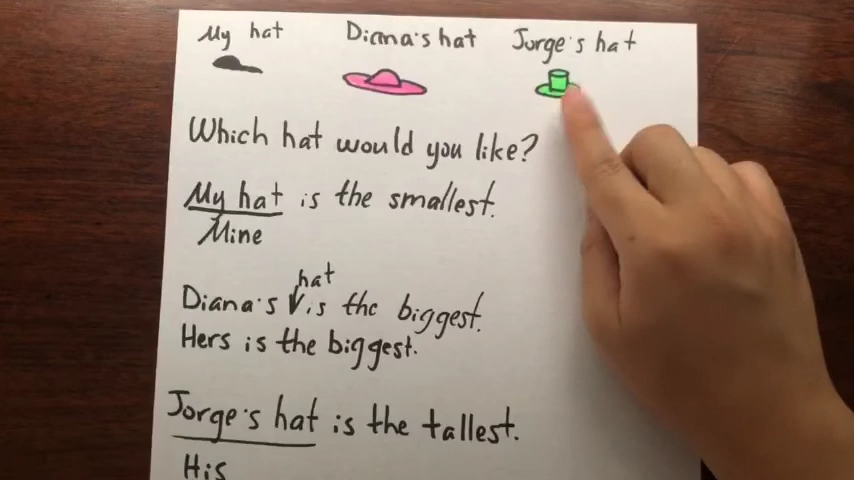 My hat Diana's hat Jorge's hat
Which hat would you like?
My hat is the smallest.
Mine
hat
Diana's is the biggest.
Hers is the biggest.
Jorge's hat is the tallest.
His